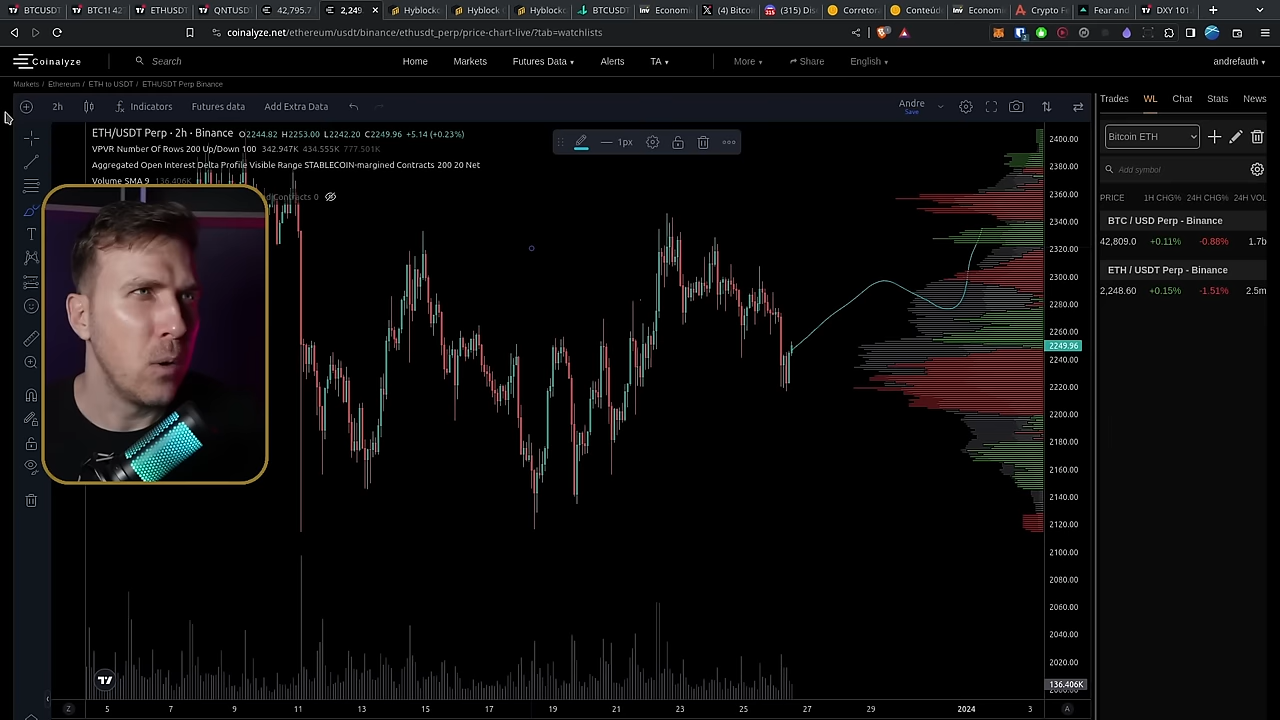 BTCUSDT
BTC1! 42
ETHUSDT
QNTUSD
42,795.7
2,249.
Hyblock
Hyblock
Hyblock
BTCUSDT
Economi
(4) Bitco
(315) Dis
Corretora
Conteúd
Econom
Crypto Fe
Fear and
DXY 101.
coinalyze.net/ethereum/usdt/binance/ethusdt_perp/price-chart-live/?tab=watchlists
Coinalyze
Search
Home
Markets
Futures Data
Alerts
TA
More
Share
English
andrefauth
Markets / Ethereum / ETH to USDT / ETHUSDT Perp Binance
2h
Indicators
Futures data
Add Extra Data
Andre
Save
Trades
WL
Chat
Stats
News
ETH/USDT Perp · 2h · Binance O2244.82 H2253.00 L2242.20 C2249.96 +5.14 (+0.23%)
VPVR Number Of Rows 200 Up/Down 100 342.947K 434.555K 777.501K
Aggregated Open Interest Delta Profile Visible Range STABLECOIN-margined Contracts 200 20 Net
Volume SMA 9 136.406K
1px
Bitcoin ETH
Add symbol
PRICE 1H CHG% 24H CHG% 24H VOL
BTC / USD Perp - Binance
42,809.0 +0.11% -0.88% 1.7b
ETH / USDT Perp - Binance
2,248.60 +0.15% -1.51% 2.5m
2400.00
2380.00
2360.00
2340.00
2320.00
2300.00
2280.00
2260.00
2249.96
2240.00
2220.00
2200.00
2180.00
2160.00
2140.00
2120.00
2100.00
2080.00
2060.00
2040.00
2020.00
136.406K
Z 5 7 9 11 13 15 17 19 21 23 25 27 29 2024 3 A